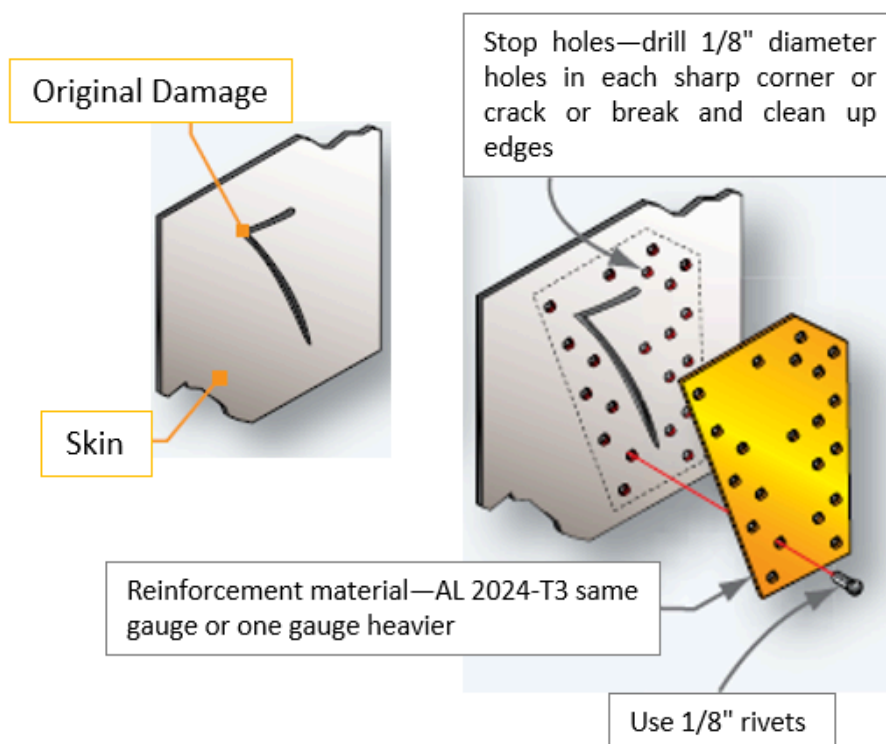 Original Damage
Stop holes—drill 1/8" diameter
holes in each sharp corner or
crack or break and clean up
edges
Skin
Reinforcement material—AL 2024-T3 same
gauge or one gauge heavier
Use 1/8" rivets